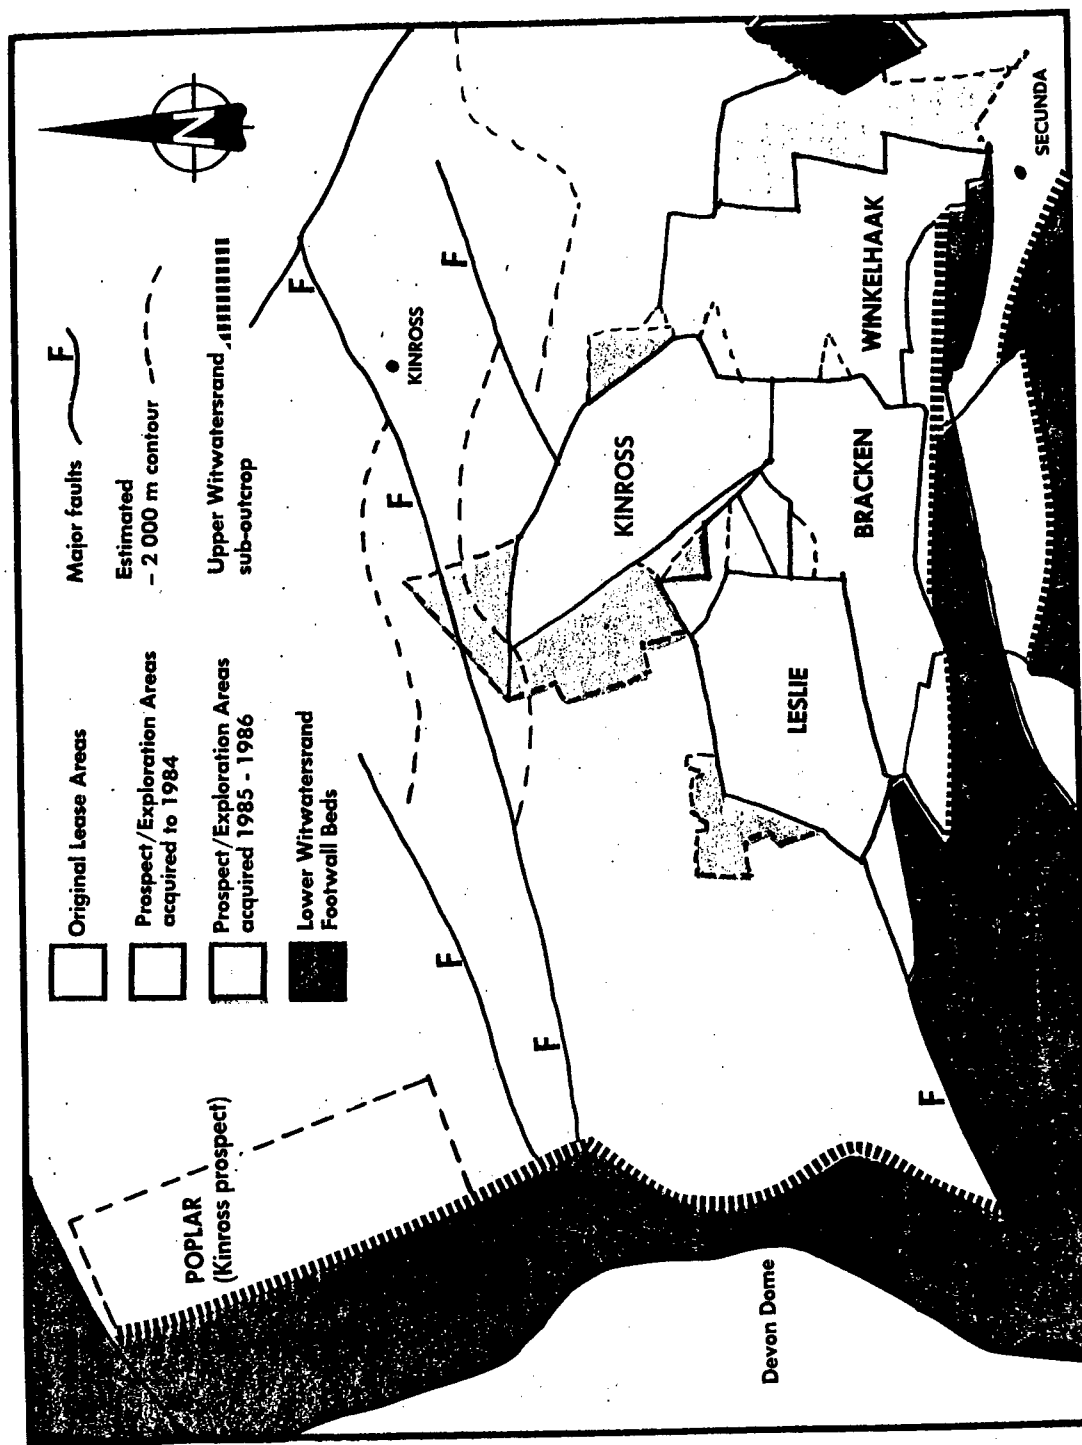 Original Lease Areas
Prospect/Exploration Areas
acquired to 1984
Prospect/Exploration Areas
acquired 1985 - 1986
Lower Witwatersrand
Footwall Beds
Major faults
F
Estimated
- 2 000 m contour
Upper Witwatersrand
sub-outcrop
N
POPLAR
(Kinross prospect)
F
F
F
F
F
F
KINROSS
KINROSS
LESLIE
BRACKEN
WINKELHAAK
SECUNDA
Devon Dome